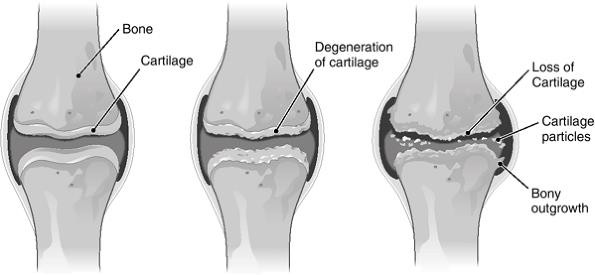 Bone
Cartilage
Degeneration
of cartilage
Loss of
Cartilage
Cartilage
particles
Bony
outgrowth